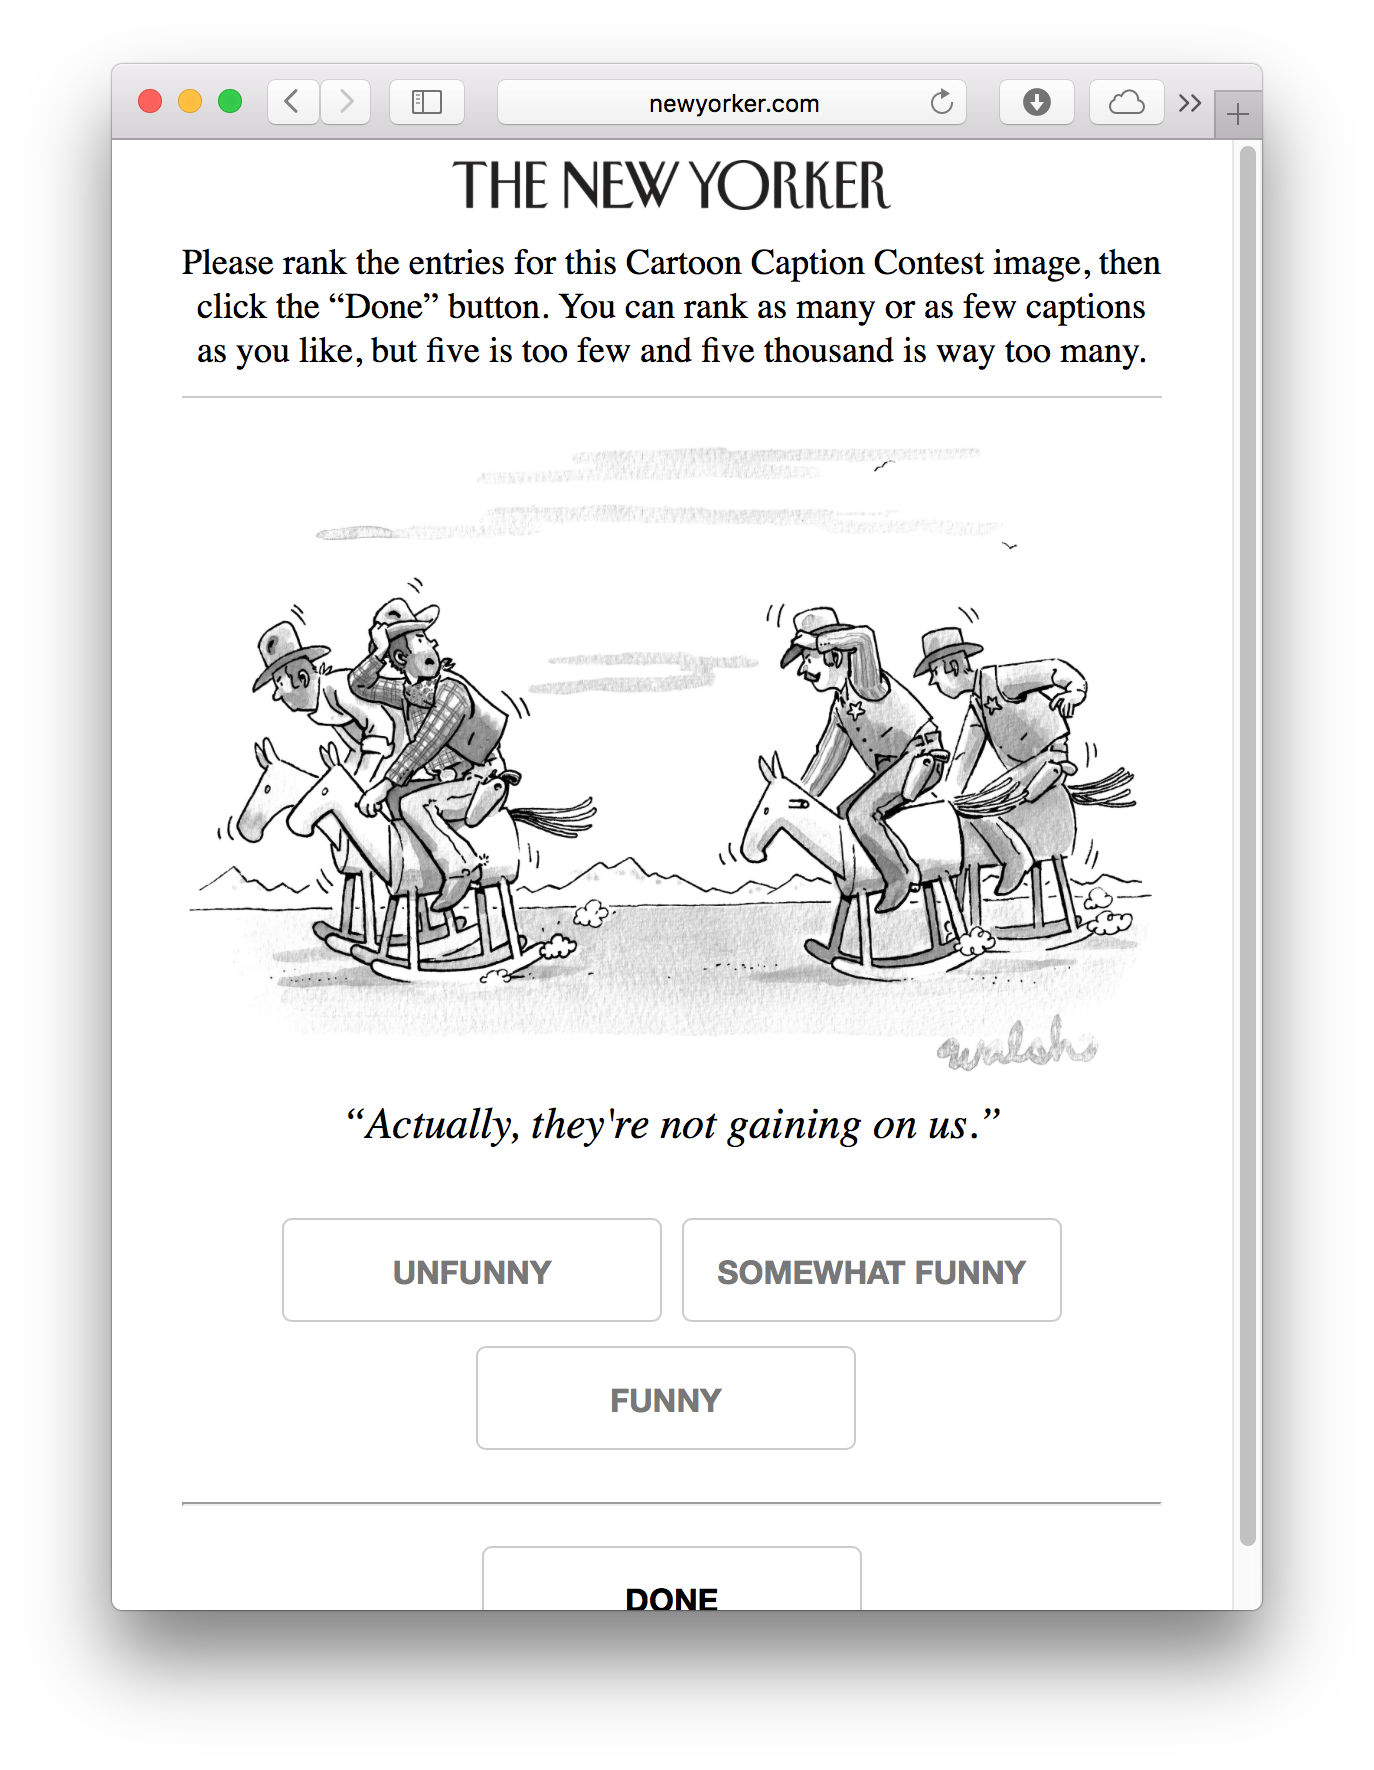 newyorker.com
THE NEW YORKER
Please rank the entries for this Cartoon Caption Contest image, then
click the “Done” button. You can rank as many or as few captions
as you like, but five is too few and five thousand is way too many.
walsh
“Actually, they're not gaining on us.”
UNFUNNY
SOMEWHAT FUNNY
FUNNY
DONE